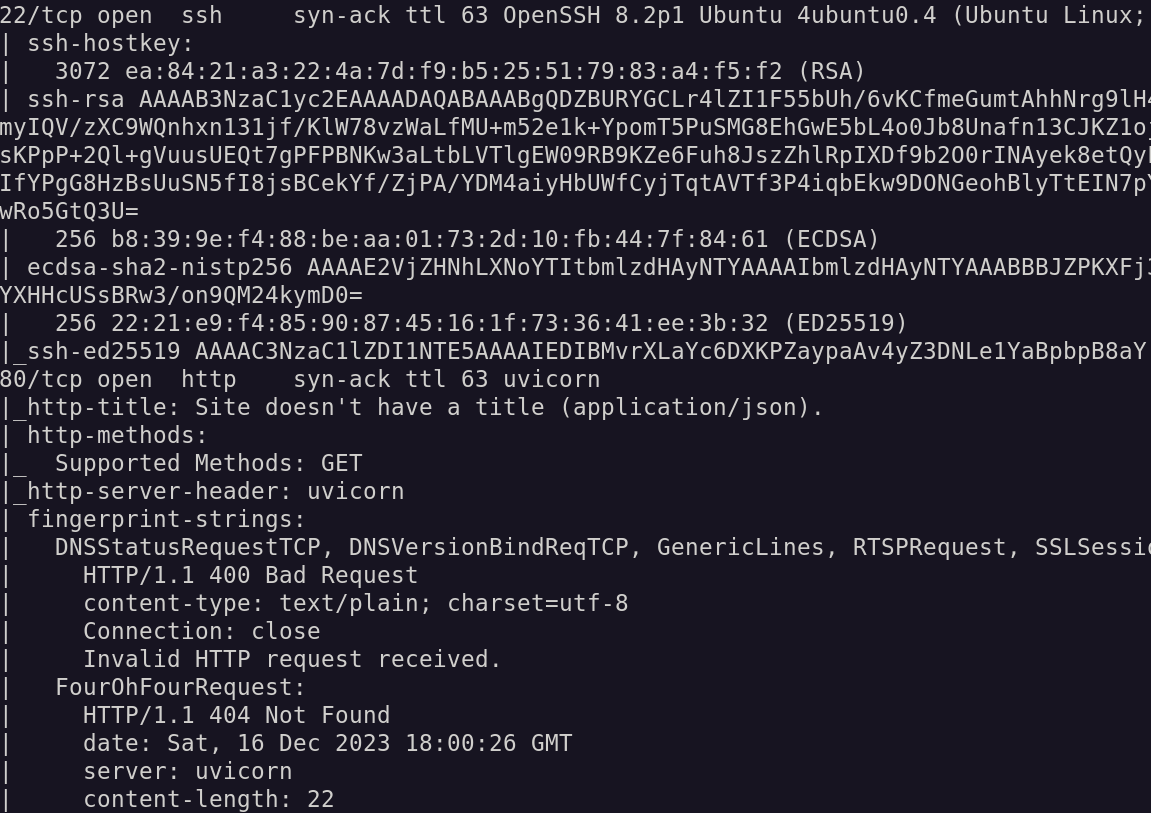 22/tcp open  ssh     syn-ack ttl 63 OpenSSH 8.2p1 Ubuntu 4ubuntu0.4 (Ubuntu Linux;
| ssh-hostkey:
|   3072 ea:84:21:a3:22:4a:7d:f9:b5:25:51:79:83:a4:f5:f2 (RSA)
| ssh-rsa AAAAB3NzaC1yc2EAAAADAQABAAABgQDZBURYGCLr4lZI1F55bUh/6vKCfmeGumtAhhNrg9lH4
myIQV/zXC9WQnhxn131jf/KlW78vzWaLfMU+m52e1k+YpomT5PuSMG8EhGwE5bL4o0Jb8Unafn13CJKZ1oj
sKPpP+2Ql+gVuusUEQt7gPFPBNKw3aLtbLVTlgEW09RB9KZe6Fuh8JszZhlRpIXDf9b2O0rINAyek8etQyF
IfYPgG8HzBsUuSN5fI8jsBCekYf/ZjPA/YDM4aiyHbUWfCyjTqtAVTf3P4iqbEkw9DONGeohBlyTtEIN7pY
wRo5GtQ3U=
|   256 b8:39:9e:f4:88:be:aa:01:73:2d:10:fb:44:7f:84:61 (ECDSA)
| ecdsa-sha2-nistp256 AAAAE2VjZHNhLXNoYTItbmlzdHAyNTYAAAAIbmlzdHAyNTYAAABBBJZPKXFj3
YXHHcUSsBRw3/on9QM24kymD0=
|   256 22:21:e9:f4:85:90:87:45:16:1f:73:36:41:ee:3b:32 (ED25519)
|_ssh-ed25519 AAAAC3NzaC1lZDI1NTE5AAAAIEDIBMvrXLaYc6DXKPZaypaAv4yZ3DNLe1YaBpbpB8aY
80/tcp open  http    syn-ack ttl 63 uvicorn
|_http-title: Site doesn't have a title (application/json).
| http-methods:
|_  Supported Methods: GET
|_http-server-header: uvicorn
| fingerprint-strings:
|   DNSStatusRequestTCP, DNSVersionBindReqTCP, GenericLines, RTSPRequest, SSLSessio
|     HTTP/1.1 400 Bad Request
|     content-type: text/plain; charset=utf-8
|     Connection: close
|     Invalid HTTP request received.
|   FourOhFourRequest:
|     HTTP/1.1 404 Not Found
|     date: Sat, 16 Dec 2023 18:00:26 GMT
|     server: uvicorn
|     content-length: 22